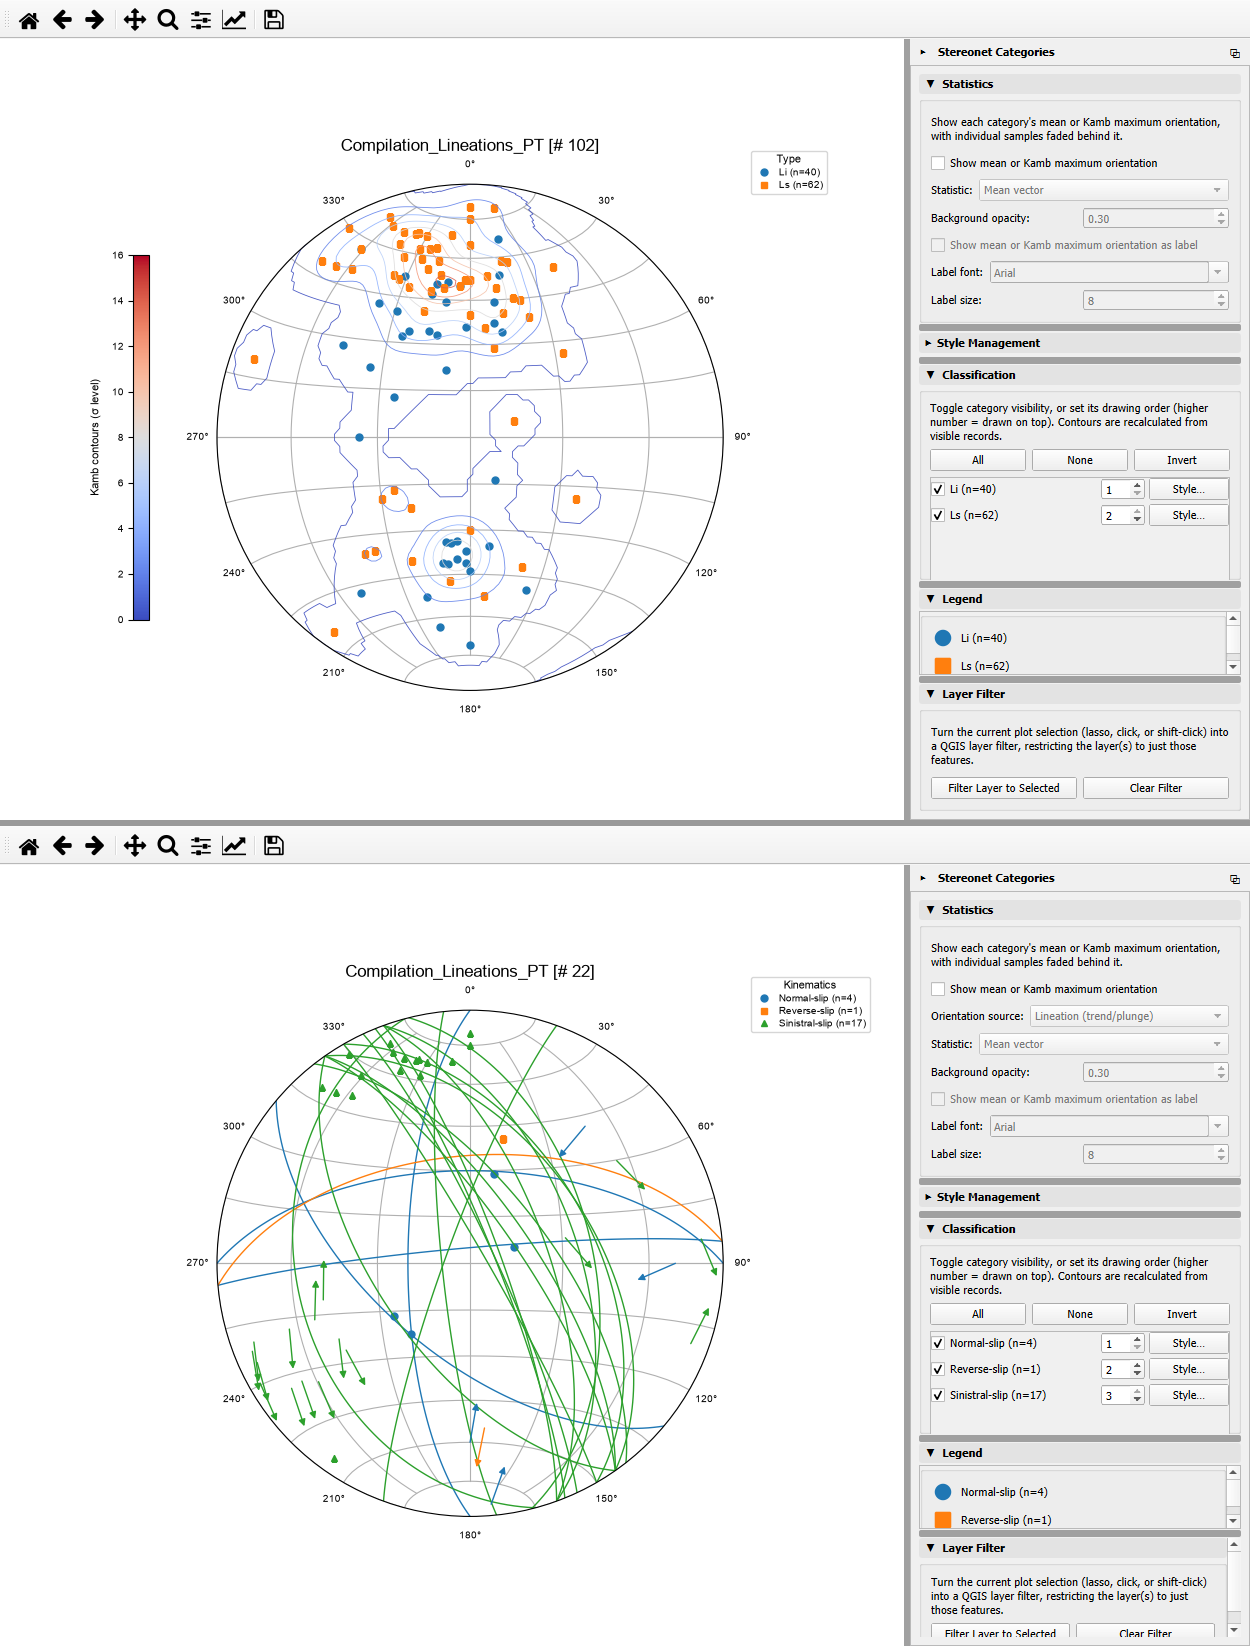 Stereonet Categories
Statistics
Show each category's mean or Kamb maximum orientation,
with individual samples faded behind it.
Show mean or Kamb maximum orientation
Statistic: Mean vector
Background opacity: 0.30
Show mean or Kamb maximum orientation as label
Label font: Arial
Label size: 8
Style Management
Classification
Toggle category visibility, or set its drawing order (higher
number = drawn on top). Contours are recalculated from
visible records.
All None Invert
Li (n=40) 1 Style...
Ls (n=62) 2 Style...
Legend
Li (n=40)
Ls (n=62)
Layer Filter
Turn the current plot selection (lasso, click, or shift-click) into
a QGIS layer filter, restricting the layer(s) to just those
features.
Filter Layer to Selected Clear Filter
Compilation_Lineations_PT [# 102]
Type
Li (n=40)
Ls (n=62)
0°
30°
60°
90°
120°
150°
180°
210°
240°
270°
300°
330°
Kamb contours (σ level)
16
14
12
10
8
6
4
2
0
Stereonet Categories
Statistics
Show each category's mean or Kamb maximum orientation,
with individual samples faded behind it.
Show mean or Kamb maximum orientation
Orientation source: Lineation (trend/plunge)
Statistic: Mean vector
Background opacity: 0.30
Show mean or Kamb maximum orientation as label
Label font: Arial
Label size: 8
Style Management
Classification
Toggle category visibility, or set its drawing order (higher
number = drawn on top). Contours are recalculated from
visible records.
All None Invert
Normal-slip (n=4) 1 Style...
Reverse-slip (n=1) 2 Style...
Sinistral-slip (n=17) 3 Style...
Legend
Normal-slip (n=4)
Reverse-slip (n=1)
Layer Filter
Turn the current plot selection (lasso, click, or shift-click)
into a QGIS layer filter, restricting the layer(s) to just
those features.
Filter Layer to Selected Clear Filter
Compilation_Lineations_PT [# 22]
Kinematics
Normal-slip (n=4)
Reverse-slip (n=1)
Sinistral-slip (n=17)
0°
30°
60°
90°
120°
150°
180°
210°
240°
270°
300°
330°